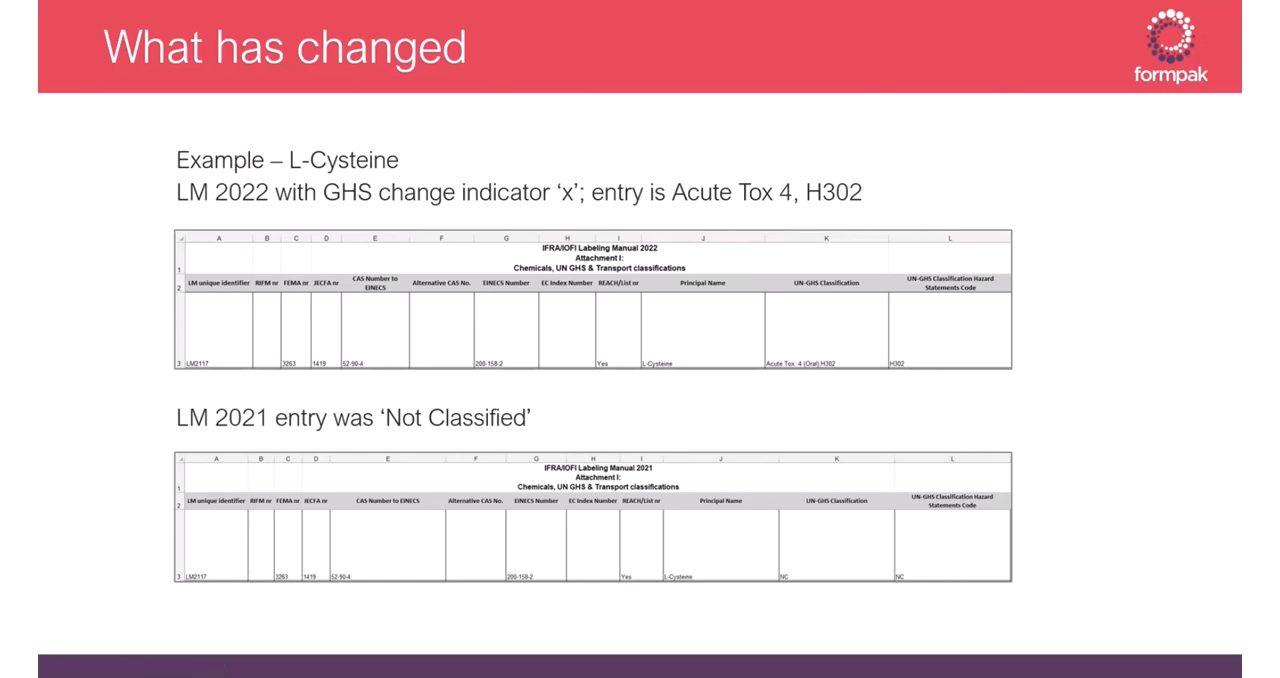 What has changed
formpak
Example – L-Cysteine
LM 2022 with GHS change indicator ‘x’; entry is Acute Tox 4, H302
A B C D E F G H I J K L
IFRA/IOFI Labeling Manual 2022
Attachment I:
1 Chemicals, UN GHS & Transport classifications
2 LM unique identifier RIFM nr FEMA nr JECFA nr CAS Number to EINECS Alternative CAS No. EINECS Number EC Index Number REACH/List nr Principal Name UN-GHS Classification UN-GHS Classification Hazard Statements Code
3 LM2117 3263 1419 52-90-4 200-158-2 Yes L-Cysteine Acute Tox. 4 (Oral) H302 H302
LM 2021 entry was ‘Not Classified’
A B C D E F G H I J K L
IFRA/IOFI Labeling Manual 2021
Attachment I:
1 Chemicals, UN GHS & Transport classifications
2 LM unique identifier RIFM nr FEMA nr JECFA nr CAS Number to EINECS Alternative CAS No. EINECS Number EC Index Number REACH/List nr Principal Name UN-GHS Classification UN-GHS Classification Hazard Statements Code
3 LM2117 3263 1419 52-90-4 200-158-2 Yes L-Cysteine NC NC